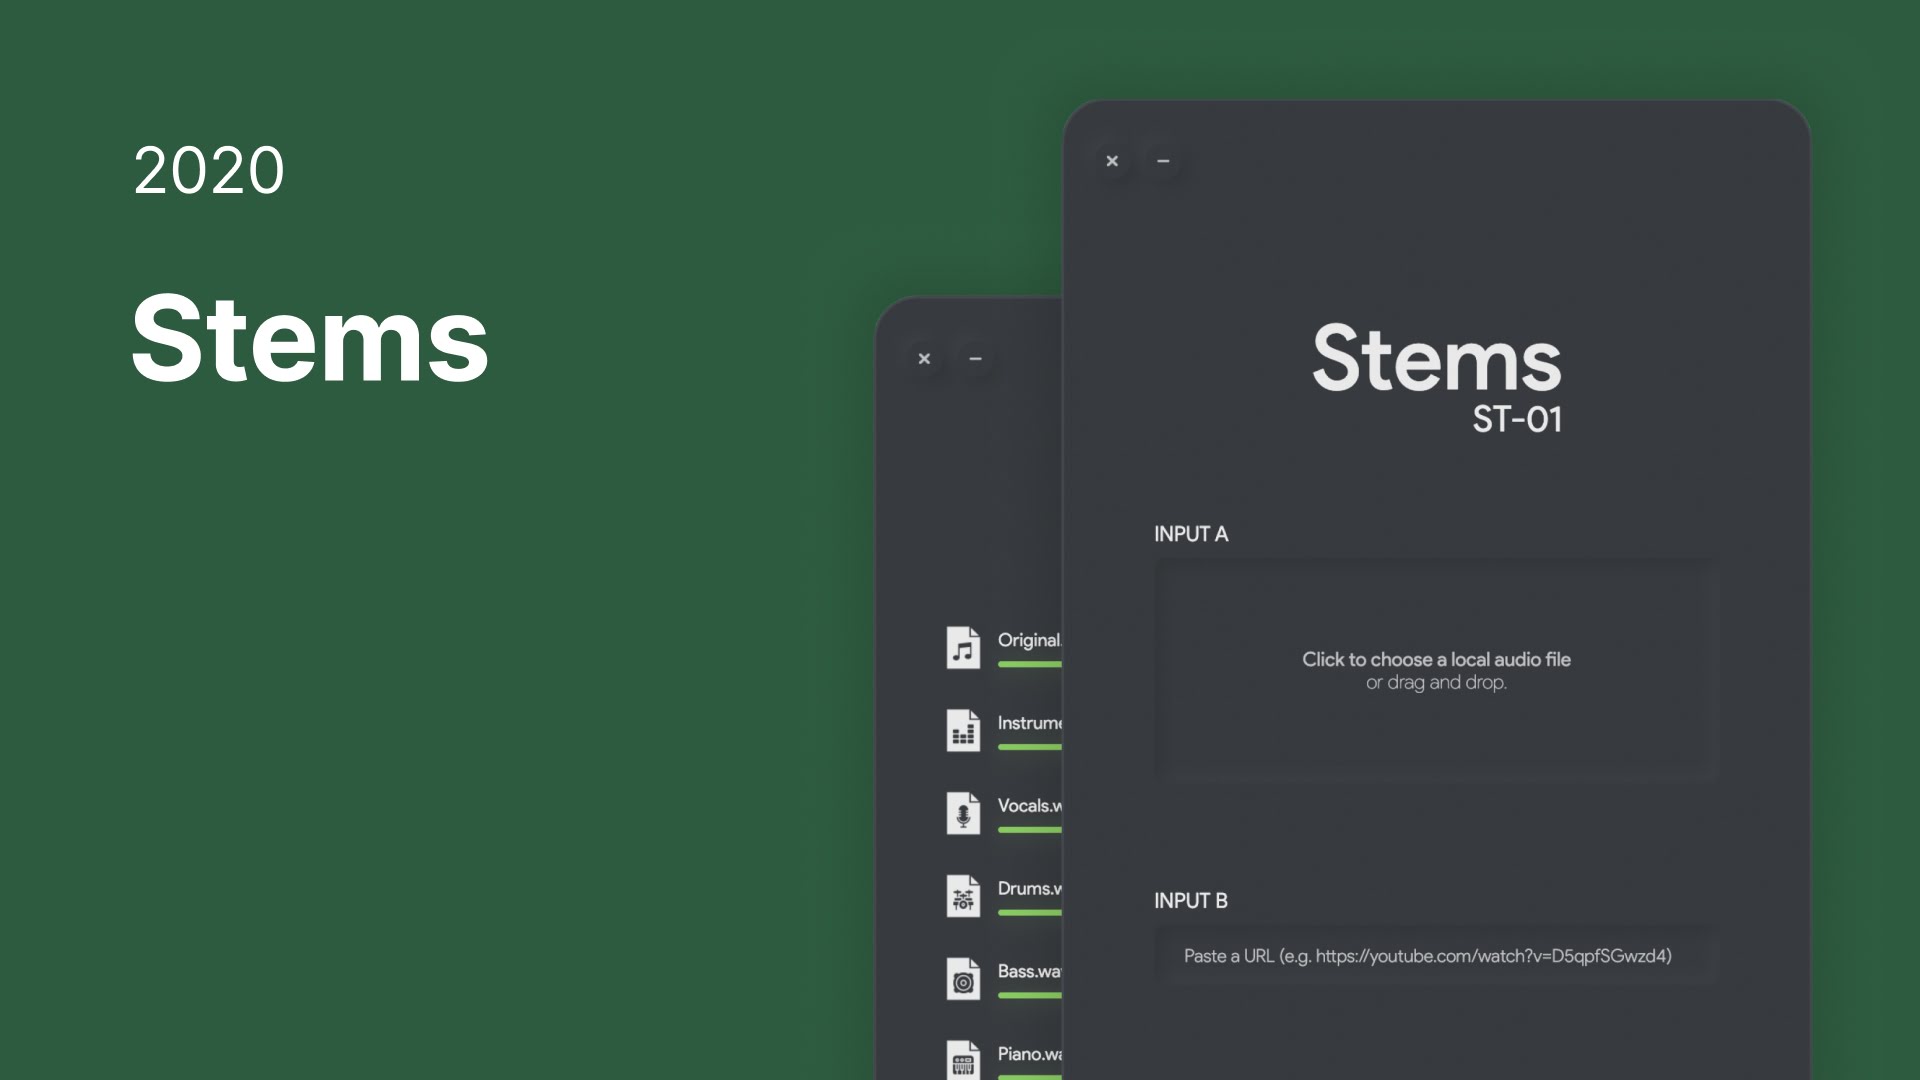 2020
Stems
Stems
ST-01
INPUT A
Click to choose a local audio file
or drag and drop.
INPUT B
Paste a URL (e.g. https://youtube.com/watch?v=D5qpfSGwzd4)
Original.
Instrume
Vocals.w
Drums.w
Bass.wa
Piano.wa